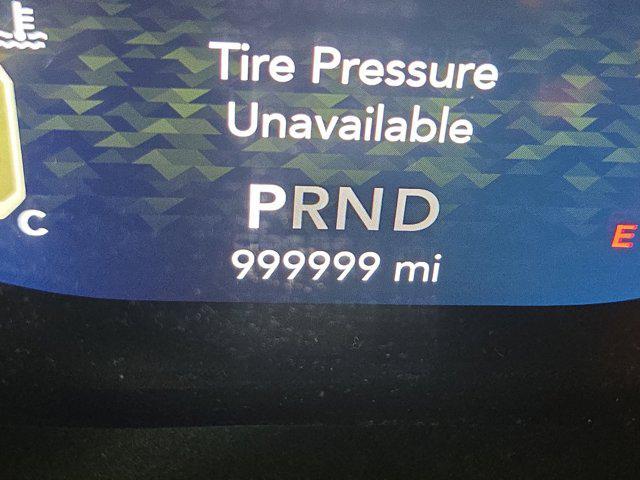 Tire Pressure
Unavailable
PRND
C
E
999999 mi